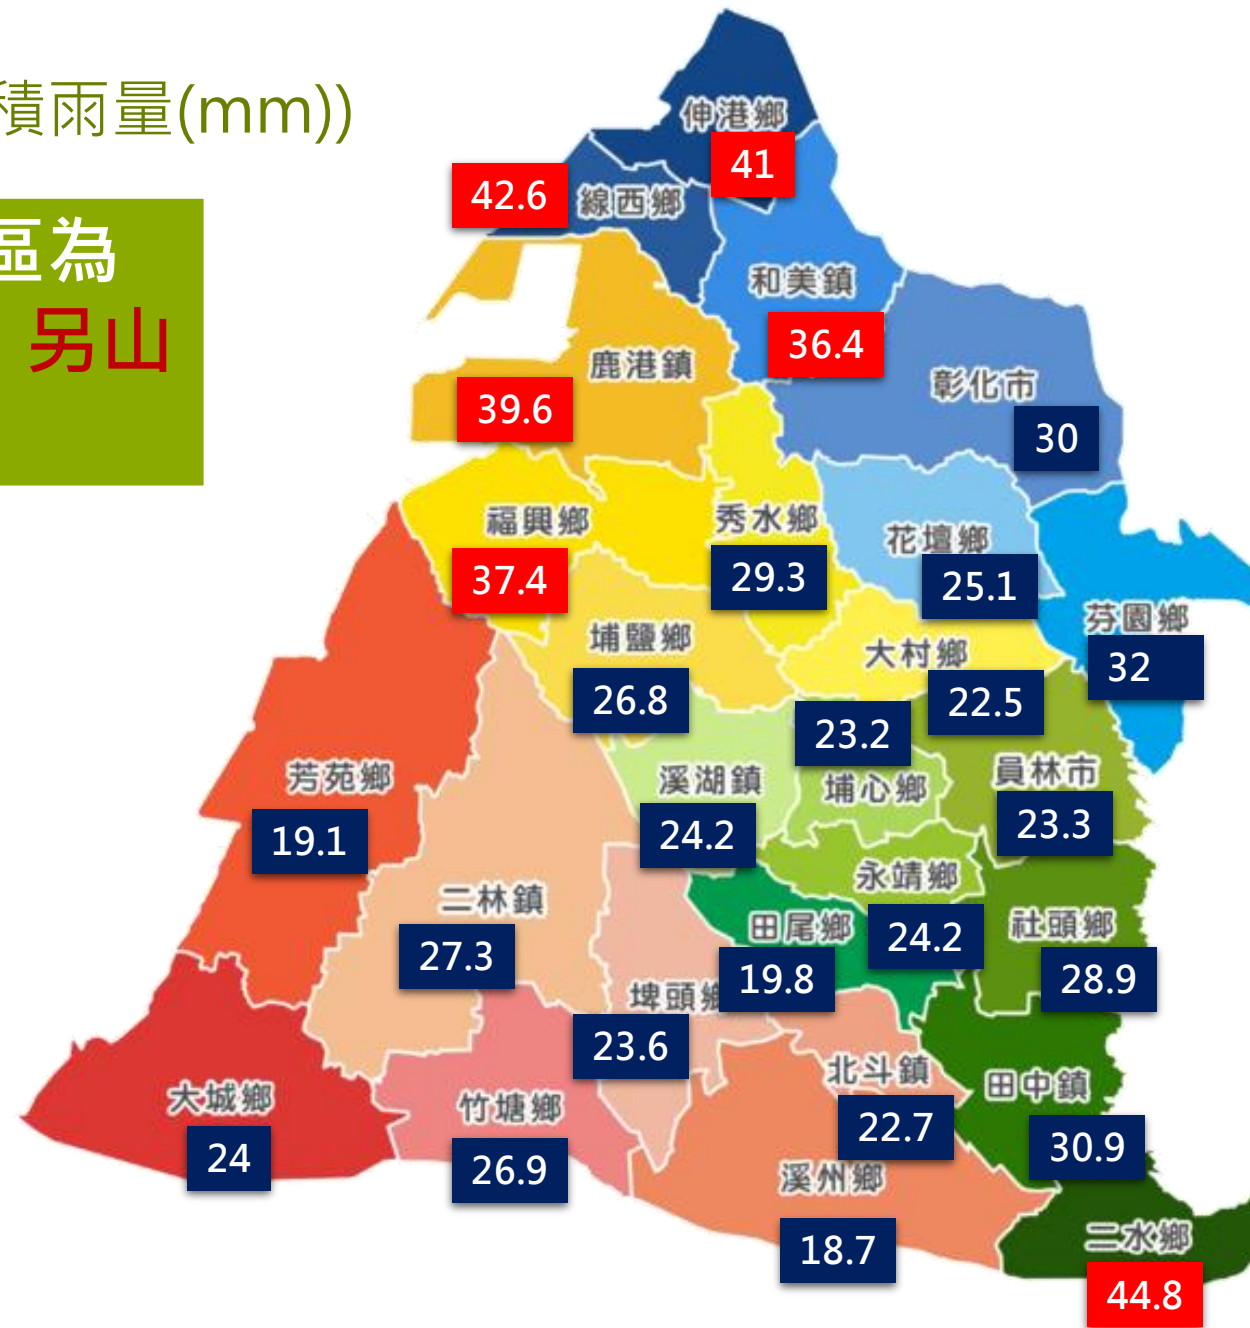 積雨量(mm))
區為
另山
伸港鄉
41
42.6
線西鄉
和美鎮
36.4
鹿港鎮
39.6
彰化市
30
福興鄉
37.4
秀水鄉
29.3
花壇鄉
25.1
芬園鄉
32
埔鹽鄉
26.8
大村鄉
22.5
23.2
埔心鄉
員林市
23.3
溪湖鎮
24.2
芳苑鄉
19.1
二林鎮
27.3
永靖鄉
24.2
田尾鄉
19.8
社頭鄉
28.9
埤頭鄉
23.6
北斗鎮
22.7
田中鎮
30.9
大城鄉
24
竹塘鄉
26.9
溪州鄉
18.7
二水鄉
44.8